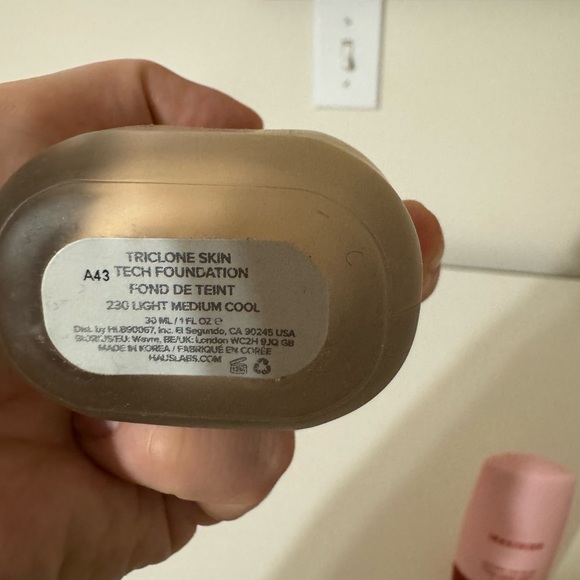 TRICLONE SKIN
A43 TECH FOUNDATION
FOND DE TEINT
230 LIGHT MEDIUM COOL
30 ML / 1 FL OZ ℮
Dist. by HLB90067, Inc. El Segundo, CA 90245 USA
Wavre, BE/UK: London WC2H 9JQ GB
MADE IN KOREA / FABRIQUÉ EN CORÉE
HAUSLABS.COM